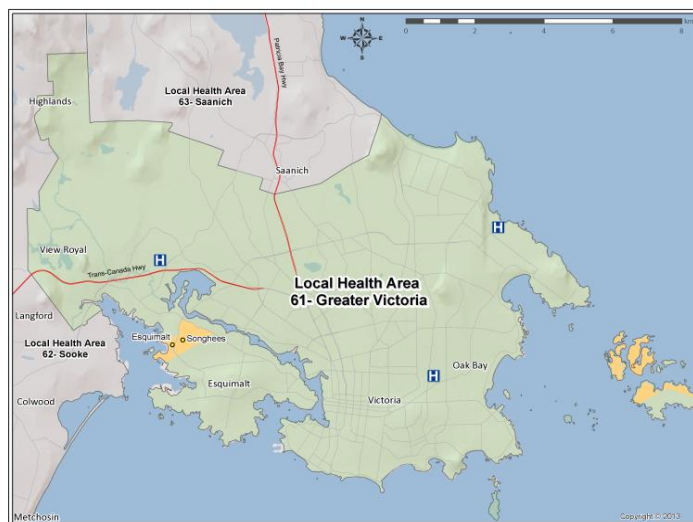 N
W
E
S
0
2
4
6
8
km
Patricia Bay Hwy
Local Health Area
63- Saanich
Highlands
Saanich
View Royal
H
H
Trans-Canada Hwy
Local Health Area
61- Greater Victoria
Langford
Local Health Area
62- Sooke
Esquimalt
Songhees
Oak Bay
H
Esquimalt
Colwood
Victoria
Metchosin
Copyright © 2013